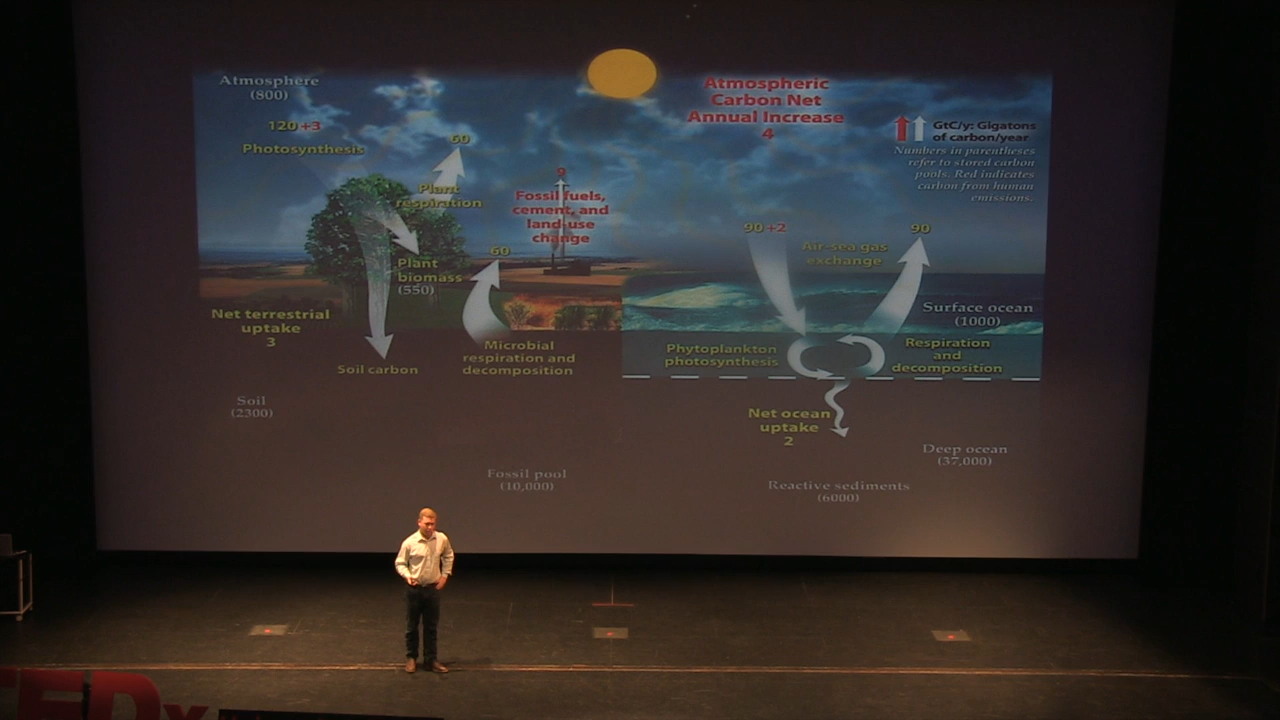 Atmosphere
(800)
120 +3
Photosynthesis
60
Plant
respiration
Plant
biomass
(550)
9
Fossil fuels,
cement, and
land-use
change
60
Net terrestrial
uptake
3
Soil carbon
Microbial
respiration and
decomposition
Soil
(2300)
Fossil pool
(10,000)
Atmospheric
Carbon Net
Annual Increase
4
GtC/y: Gigatons
of carbon/year
Numbers in parentheses
refer to stored carbon
pools. Red indicates
carbon from human
emissions.
90 +2
Air-sea gas
exchange
90
Surface ocean
(1000)
Phytoplankton
photosynthesis
Respiration
and
decomposition
Net ocean
uptake
2
Deep ocean
(37,000)
Reactive sediments
(6000)
TEDx